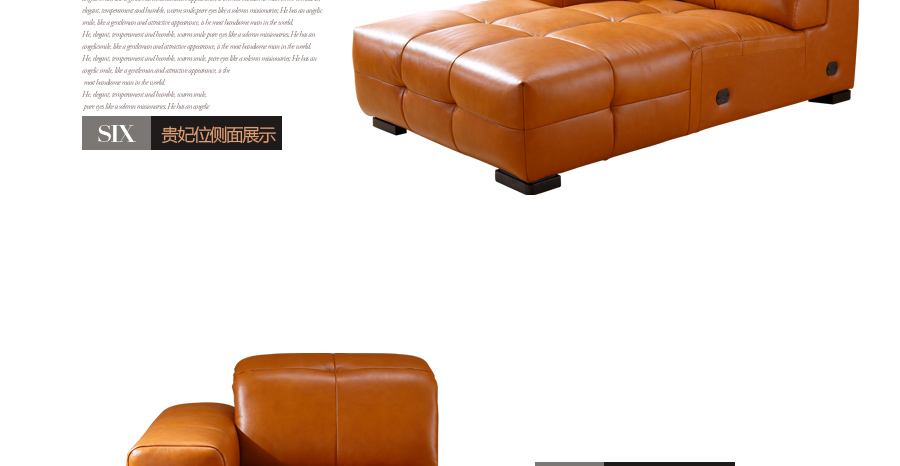 elegant, temperament and humble, warm smile,pure eyes like a solemn missionaries; He has an angelic
smile, like a gentleman and attractive appearance, is he most handsome man in the world.
He, elegant, temperament and humble, warm smile pure eyes like a solemn missionaries; He has an
angelicsmile, like a gentleman and attractive appearance, is the most handsome man in the world.
He, elegant, temperament and humble, warm smile, pure eyes like a solemn missionaries; He has an
angelic smile, like a gentleman and attractive appearance, is the
most handsome man in the world.
He, elegant, temperament and humble, warm smile,
pure eyes like a solemn missionaries; He has an angelic
SIX 贵妃位侧面展示